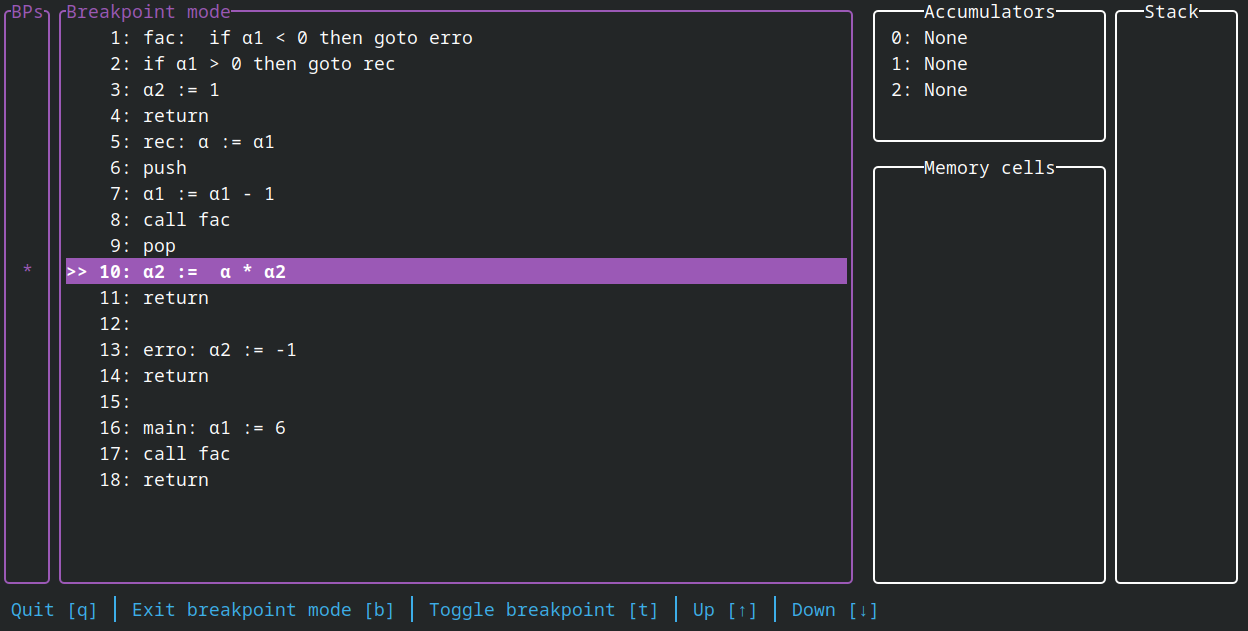 BPs
Breakpoint mode
1: fac:  if α1 < 0 then goto erro
2: if α1 > 0 then goto rec
3: α2 := 1
4: return
5: rec: α := α1
6: push
7: α1 := α1 - 1
8: call fac
9: pop
* >> 10: α2 :=  α * α2
11: return
12:
13: erro: α2 := -1
14: return
15:
16: main: α1 := 6
17: call fac
18: return
Accumulators
0: None
1: None
2: None
Memory cells
Stack
Quit [q] │ Exit breakpoint mode [b] │ Toggle breakpoint [t] │ Up [↑] │ Down [↓]